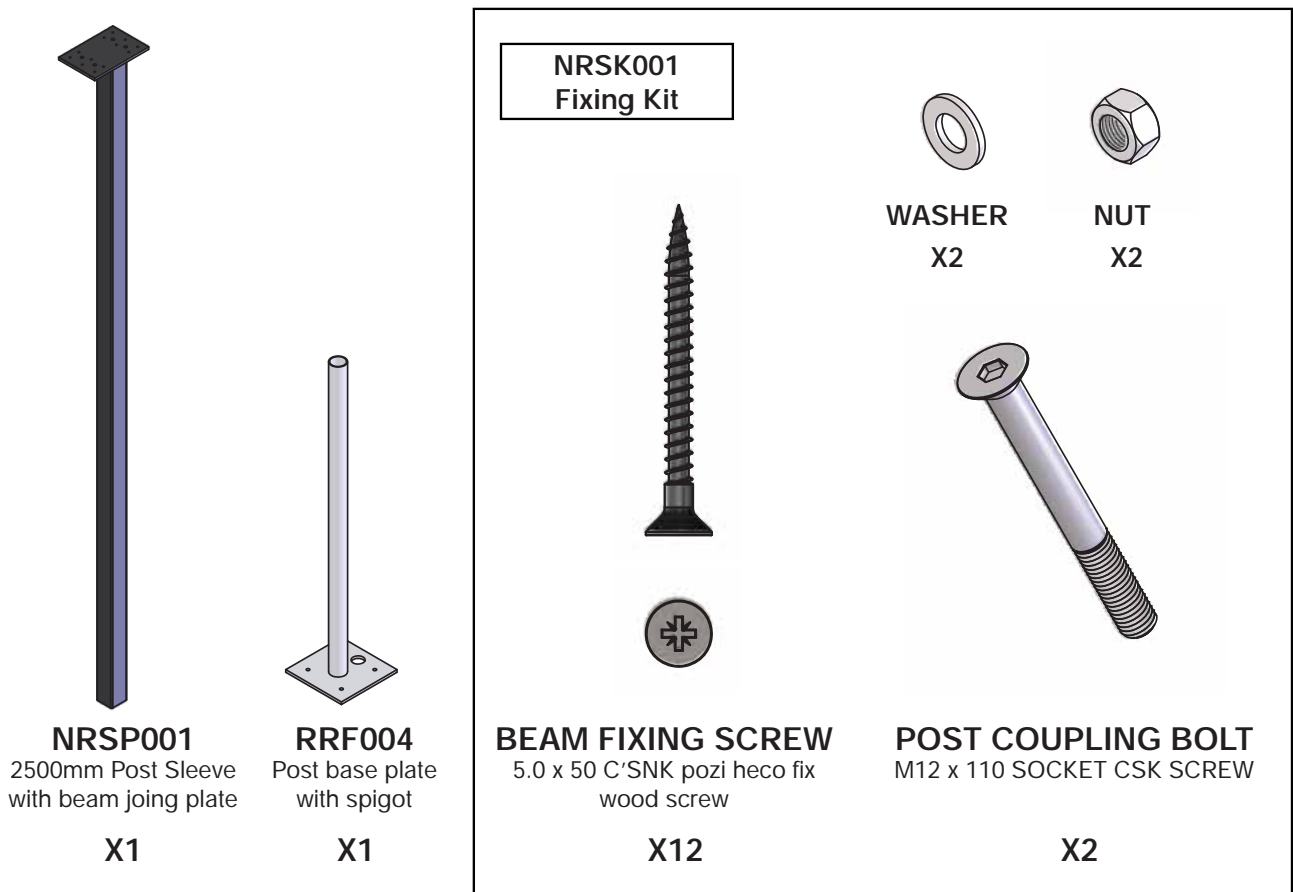 NRSK001
Fixing Kit
WASHER
X2
NUT
X2
NRSP001
2500mm Post Sleeve
with beam joing plate
X1
RRF004
Post base plate
with spigot
X1
BEAM FIXING SCREW
5.0 x 50 C'SNK pozi heco fix
wood screw
X12
POST COUPLING BOLT
M12 x 110 SOCKET CSK SCREW
X2